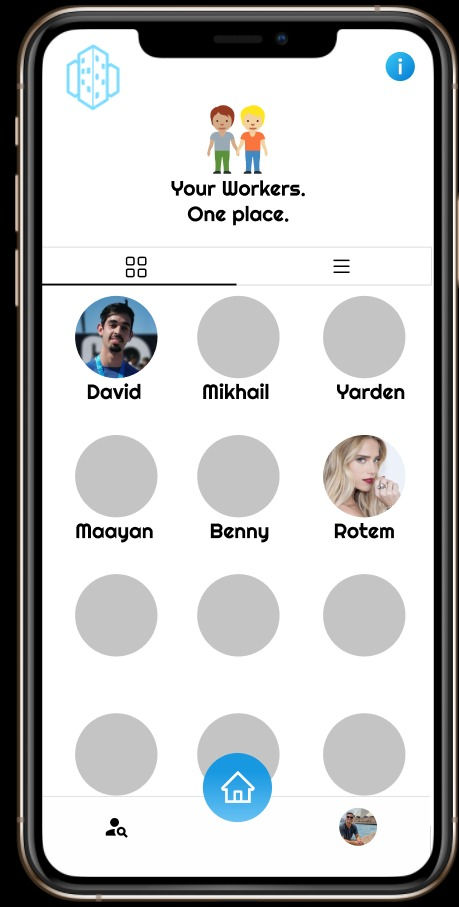 Your Workers.
One place.
David
Mikhail
Yarden
Maayan
Benny
Rotem